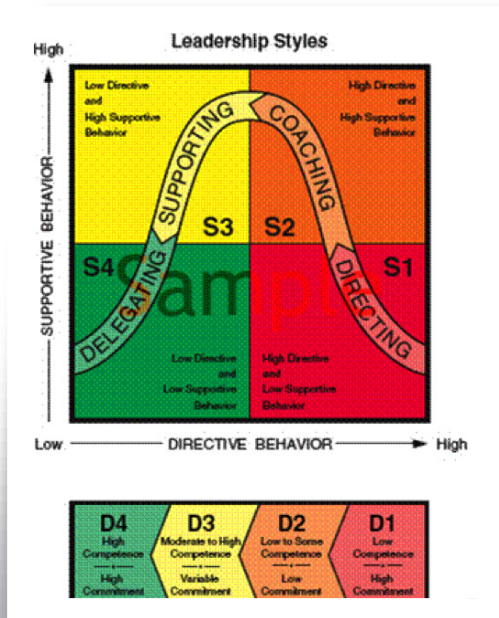 Leadership Styles
High
SUPPORTIVE BEHAVIOR
Low Directive
and
High Supportive
Behavior
High Directive
and
High Supportive
Behavior
SUPPORTING
COACHING
S3
S2
S4
S1
DELEGATING
DIRECTING
Sample
Low Directive
and
Low Supportive
Behavior
High Directive
and
Low Supportive
Behavior
Low
DIRECTIVE BEHAVIOR
High
D4
High
Competence
High
Commitment
D3
Moderate to High
Competence
Variable
Commitment
D2
Low to Some
Competence
Low
Commitment
D1
Low
Competence
High
Commitment